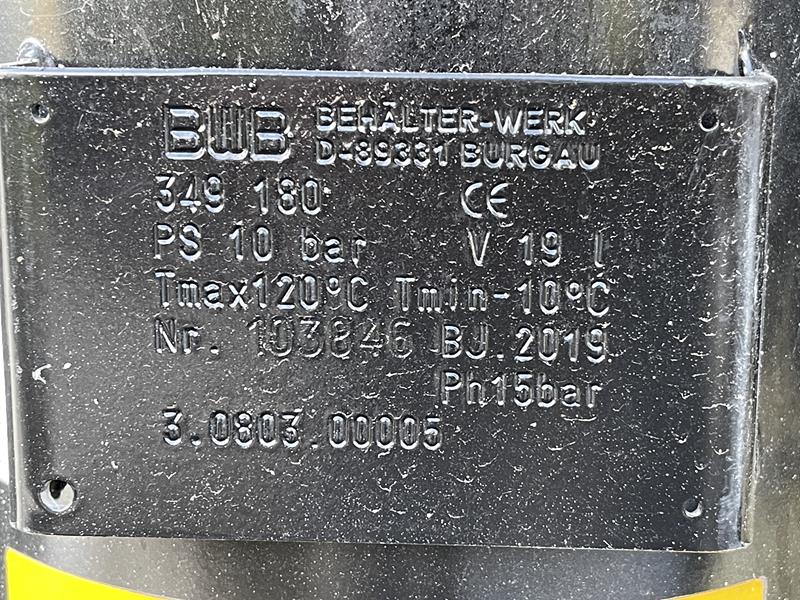 BWB BEHÄLTER-WERK
D-89331 BURGAU
349 180 CE
PS 10 bar V 19 l
Tmax120°C Tmin-10°C
Nr. 103846 BJ.2019
Ph15bar
3.0803.00005